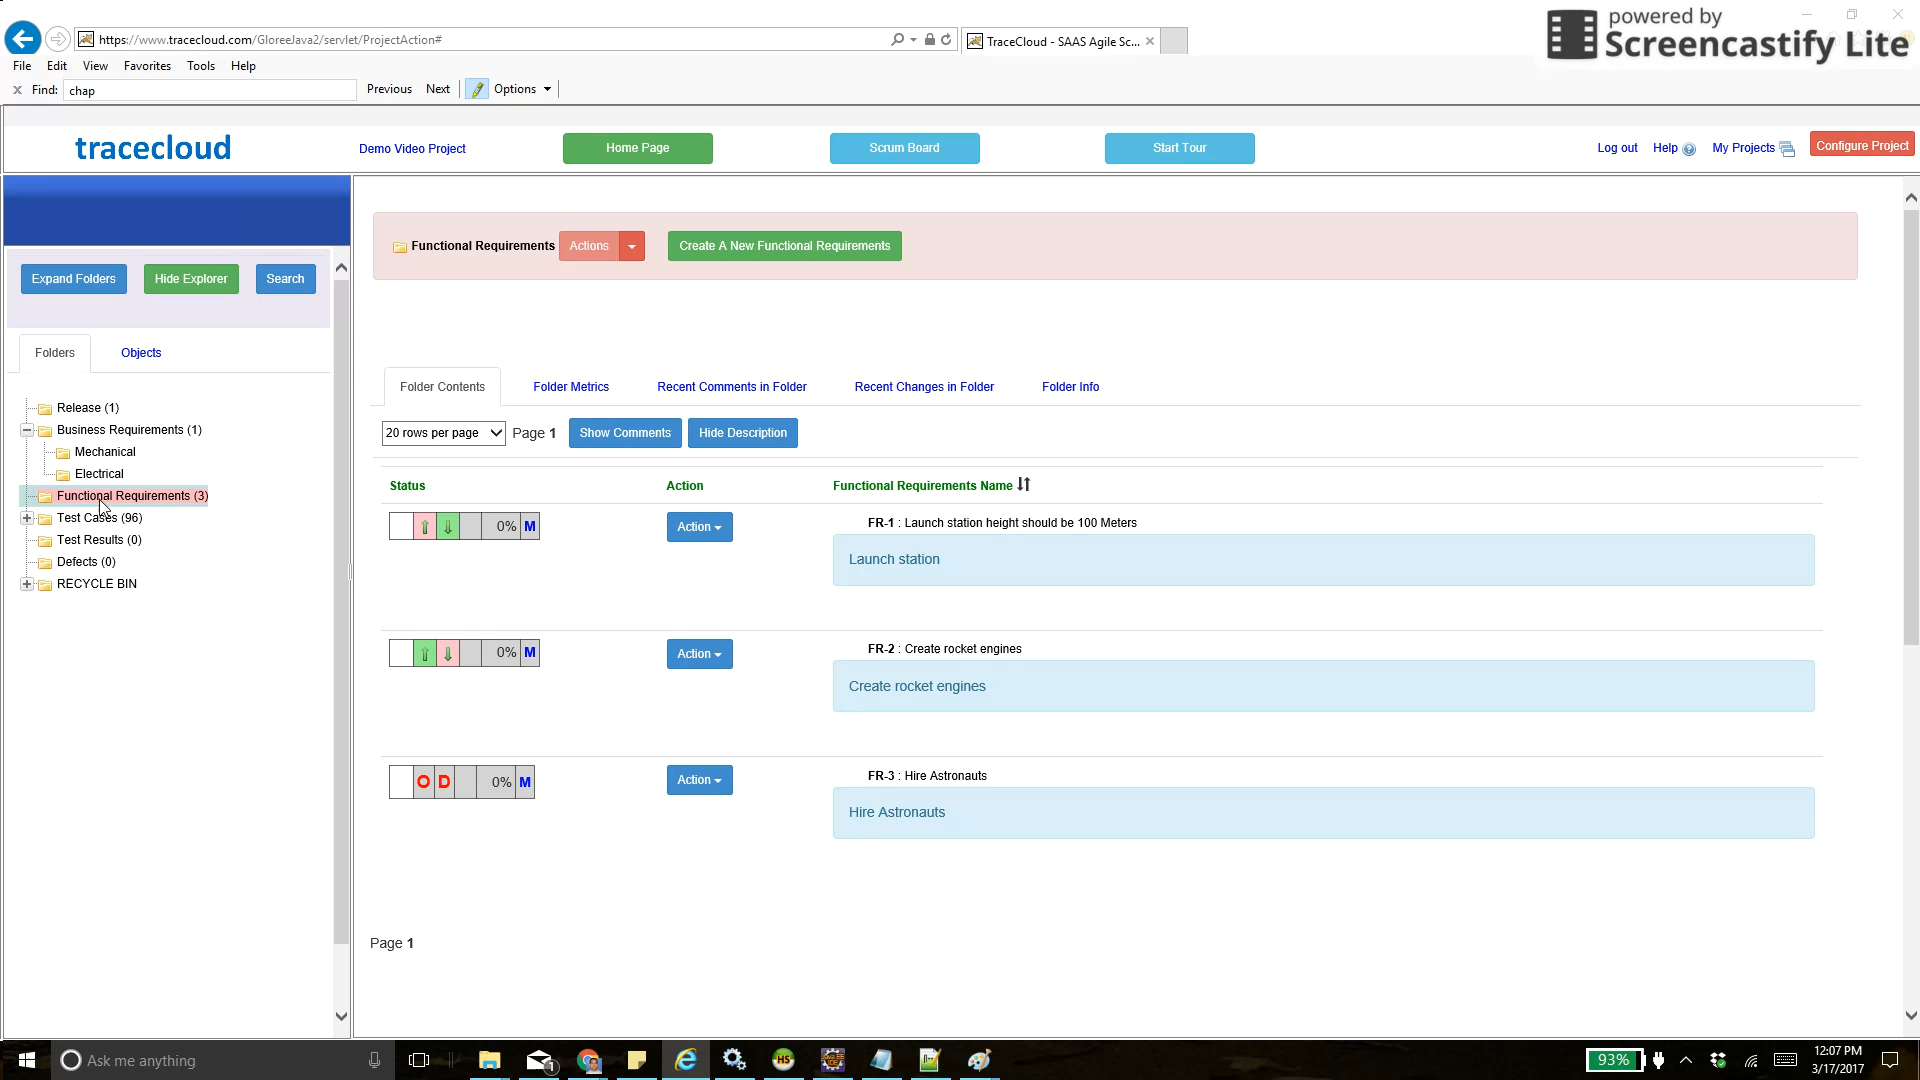 powered by
Screencastify Lite
https://www.tracecloud.com/GloreeJava2/servlet/ProjectAction#
TraceCloud - SAAS Agile Sc...
File Edit View Favorites Tools Help
Find: chap Previous Next Options
tracecloud Demo Video Project Home Page Scrum Board Start Tour Log out Help My Projects Configure Project
Functional Requirements Actions Create A New Functional Requirements
Expand Folders Hide Explorer Search
Folders Objects
Release (1)
Business Requirements (1)
Mechanical
Electrical
Functional Requirements (3)
Test Cases (96)
Test Results (0)
Defects (0)
RECYCLE BIN
Folder Contents Folder Metrics Recent Comments in Folder Recent Changes in Folder Folder Info
20 rows per page Page 1 Show Comments Hide Description
Status Action Functional Requirements Name
0% M Action FR-1 : Launch station height should be 100 Meters
Launch station
0% M Action FR-2 : Create rocket engines
Create rocket engines
O D 0% M Action FR-3 : Hire Astronauts
Hire Astronauts
Page 1
Ask me anything
1
HS
93%
12:07 PM
3/17/2017